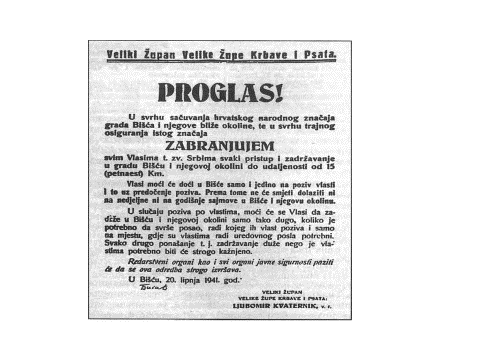 Veliki Župan Velike Župe Krbave i Psata.
PROGLAS!
U svrhu sačuvanja hrvatskog narodnog značaja
grada Bišća i njegove bliže okoline, te u svrhu trajnog
osiguranja istog značaja
ZABRANJUJEM
svim Vlasima t. zv. Srbima svaki pristup i zadržavanje
u gradu Bišću i njegovoj okolini do udaljenosti od 15
(petnaest) Km.
Vlasi moći će doći u Bišće samo i jedino na poziv vlasti
i to uz predočenje poziva. Prema tome ne će smjeti dolaziti ni
na nedjeljne ni na godišnje sajmove u Bišće i njegovu okolinu.
U slučaju poziva po vlastima, moći će se Vlasi da za-
drže u Bišću i njegovoj okolini samo tako dugo, koliko je
potrebno da svrše posao, radi kojeg ih vlast poziva i samo
na mjestu, gdje su vlastima radi uredovnog posla potrebni.
Svako drugo ponašanje t. j. zadržavanje duže nego je vla-
stima potrebno biti će strogo kažnjeno.
Redarstveni organi kao i svi organi javne sigurnosti paziti
će da se ova odredba strogo izvršava.
U Bišću, 20. lipnja 1941. god.
VELIKI ŽUPAN
VELIKE ŽUPE KRBAVE I PSATA:
LJUBOMIR KVATERNIK, v. r.